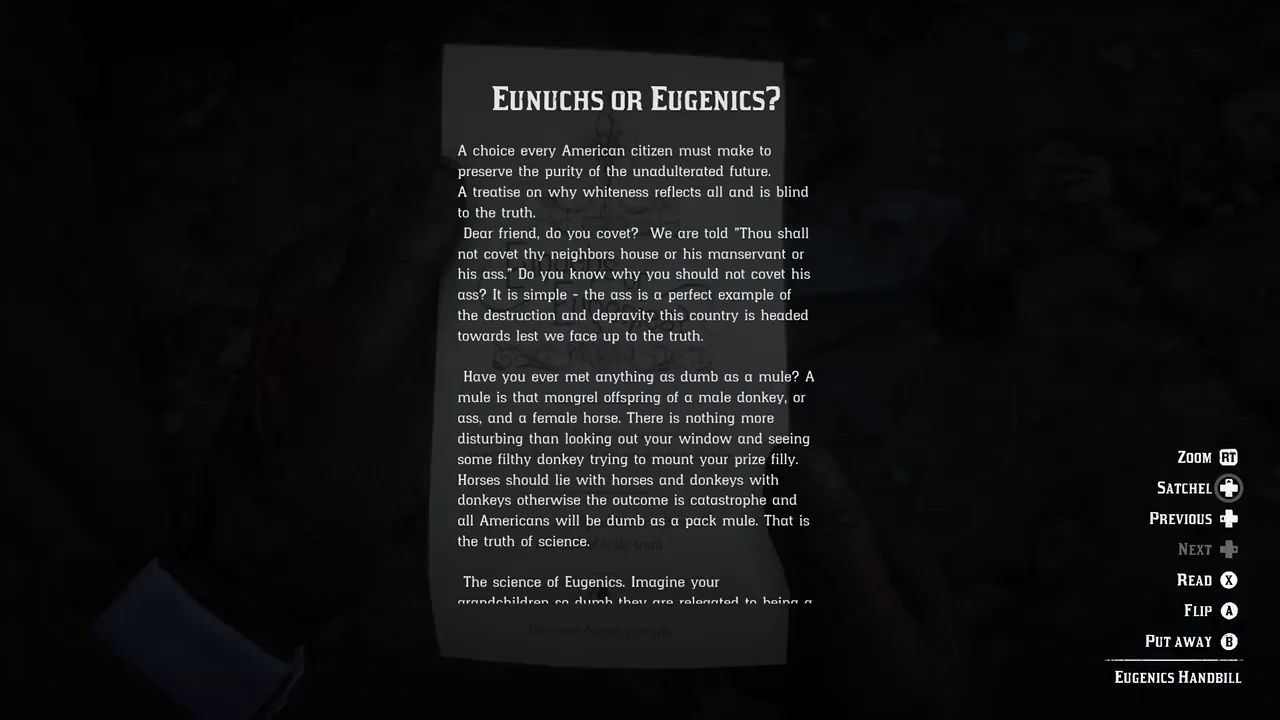 Eunuchs or Eugenics?
A choice every American citizen must make to
preserve the purity of the unadulterated future.
A treatise on why whiteness reflects all and is blind
to the truth.
Dear friend, do you covet? We are told "Thou shall
not covet thy neighbors house or his manservant or
his ass." Do you know why you should not covet his
ass? It is simple - the ass is a perfect example of
the destruction and depravity this country is headed
towards lest we face up to the truth.
Have you ever met anything as dumb as a mule? A
mule is that mongrel offspring of a male donkey, or
ass, and a female horse. There is nothing more
disturbing than looking out your window and seeing
some filthy donkey trying to mount your prize filly.
Horses should lie with horses and donkeys with
donkeys otherwise the outcome is catastrophe and
all Americans will be dumb as a pack mule. That is
the truth of science.
The science of Eugenics. Imagine your
grandchildren so dumb they are relegated to being a
Zoom RT
Satchel
Previous
Next
Read X
Flip A
Put away B
Eugenics Handbill